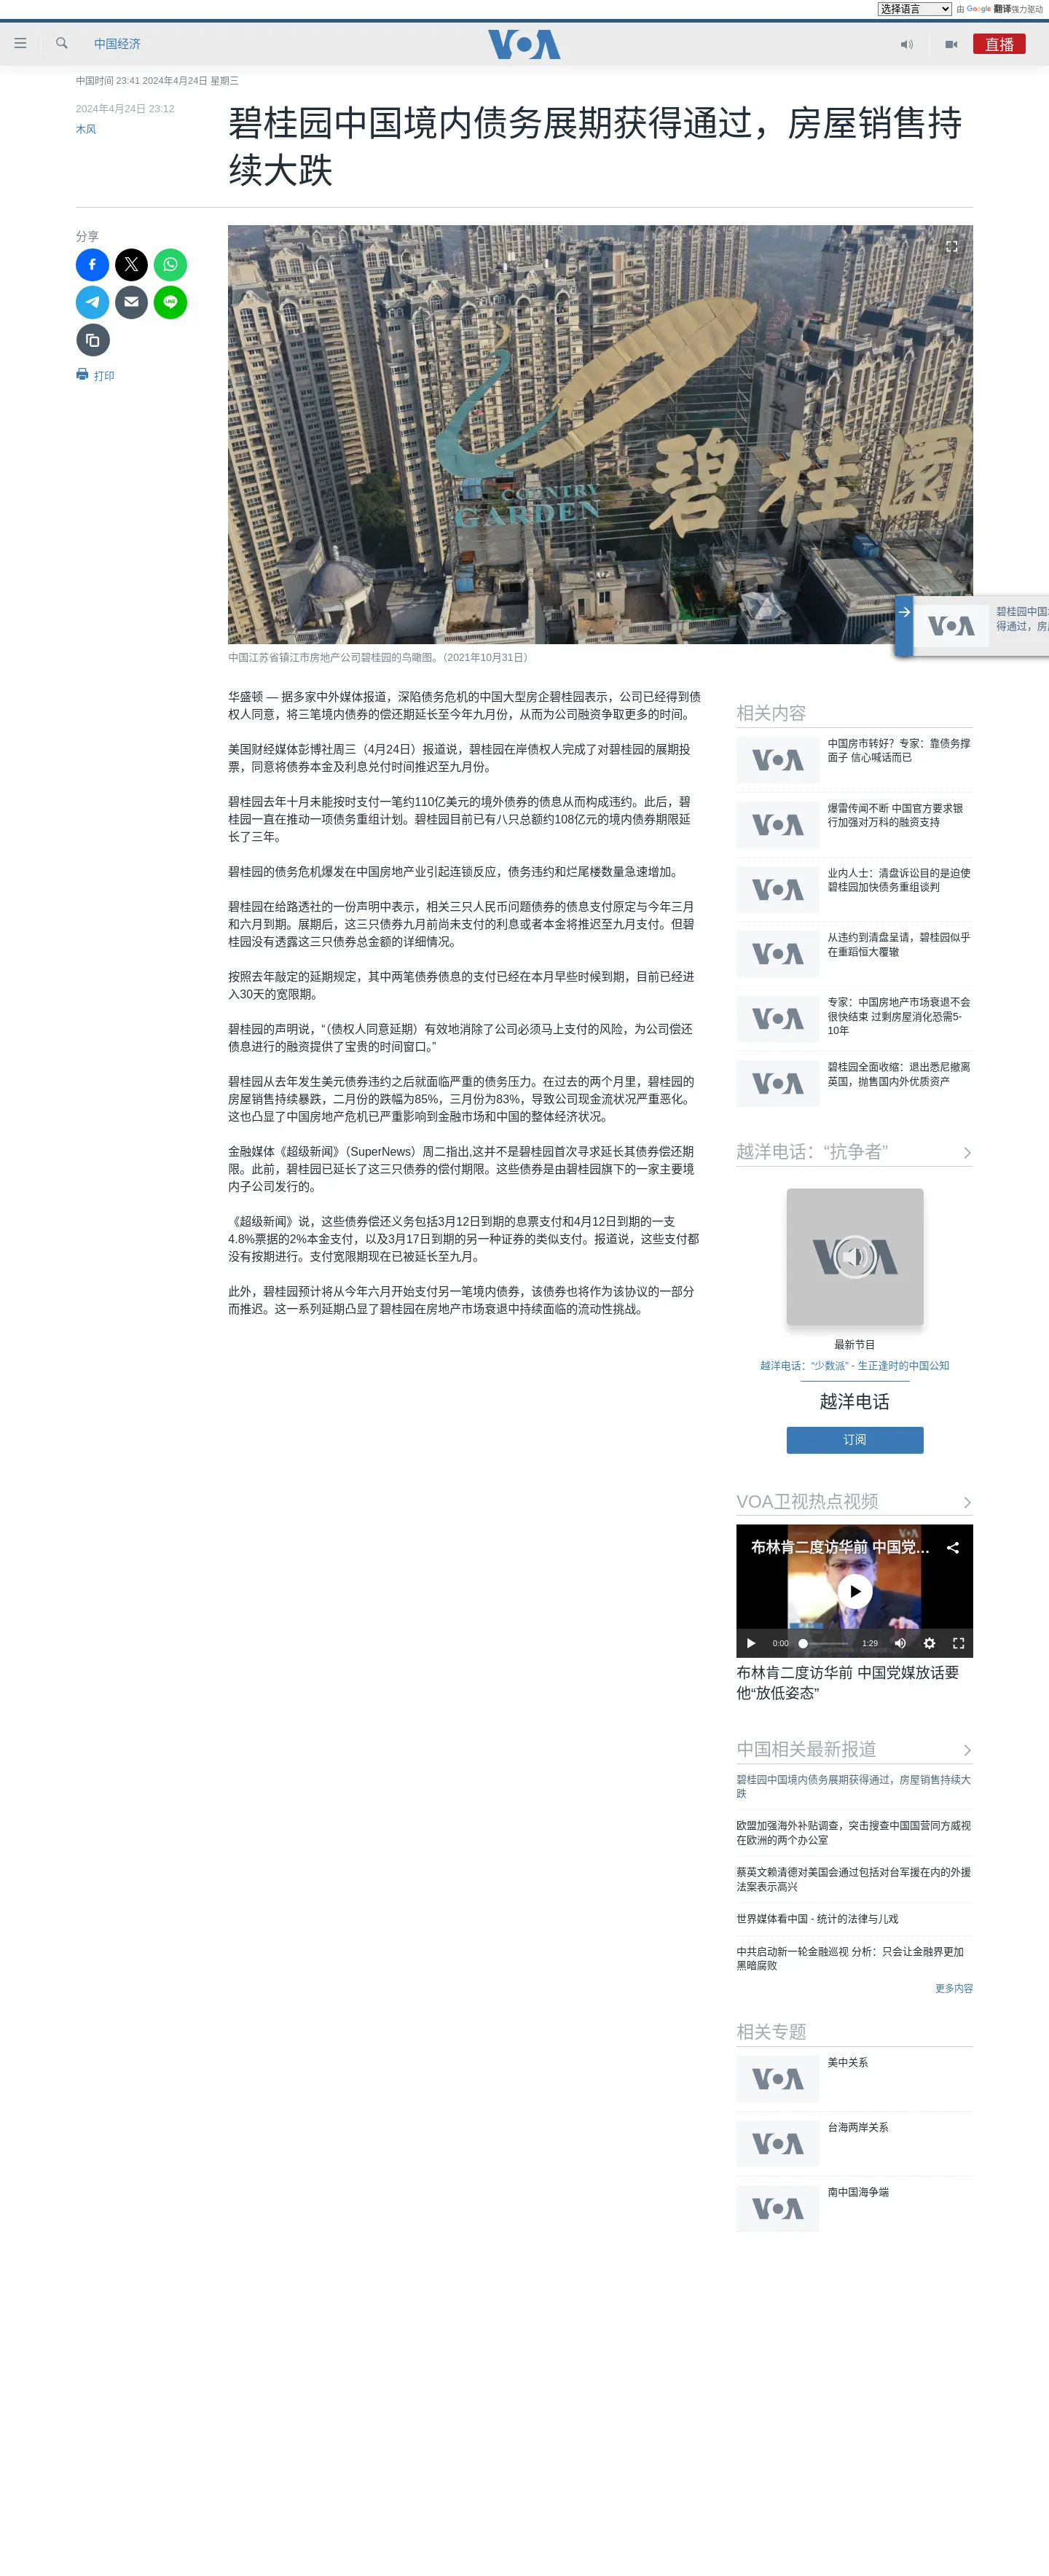 选择语言
由 Google 翻译强力驱动
中国经济
VOA
直播
中国时间 23:41 2024年4月24日 星期三
2024年4月24日 23:12
木风
碧桂园中国境内债务展期获得通过，房屋销售持
续大跌
分享
打印
COUNTRY
GARDEN
碧桂園
中国江苏省镇江市房地产公司碧桂园的鸟瞰图。（2021年10月31日）
VOA
碧桂园中国
得通过，房
华盛顿 — 据多家中外媒体报道，深陷债务危机的中国大型房企碧桂园表示，公司已经得到债
权人同意，将三笔境内债券的偿还期延长至今年九月份，从而为公司融资争取更多的时间。
美国财经媒体彭博社周三（4月24日）报道说，碧桂园在岸债权人完成了对碧桂园的展期投
票，同意将债券本金及利息兑付时间推迟至九月份。
碧桂园去年十月未能按时支付一笔约110亿美元的境外债券的债息从而构成违约。此后，碧
桂园一直在推动一项债务重组计划。碧桂园目前已有八只总额约108亿元的境内债券期限延
长了三年。
碧桂园的债务危机爆发在中国房地产业引起连锁反应，债务违约和烂尾楼数量急速增加。
碧桂园在给路透社的一份声明中表示，相关三只人民币问题债券的债息支付原定与今年三月
和六月到期。展期后，这三只债券九月前尚未支付的利息或者本金将推迟至九月支付。但碧
桂园没有透露这三只债券总金额的详细情况。
按照去年敲定的延期规定，其中两笔债券债息的支付已经在本月早些时候到期，目前已经进
入30天的宽限期。
碧桂园的声明说，“（债权人同意延期）有效地消除了公司必须马上支付的风险，为公司偿还
债息进行的融资提供了宝贵的时间窗口。”
碧桂园从去年发生美元债券违约之后就面临严重的债务压力。在过去的两个月里，碧桂园的
房屋销售持续暴跌，二月份的跌幅为85%，三月份为83%，导致公司现金流状况严重恶化。
这也凸显了中国房地产危机已严重影响到金融市场和中国的整体经济状况。
金融媒体《超级新闻》（SuperNews）周二指出,这并不是碧桂园首次寻求延长其债券偿还期
限。此前，碧桂园已延长了这三只债券的偿付期限。这些债券是由碧桂园旗下的一家主要境
内子公司发行的。
《超级新闻》说，这些债券偿还义务包括3月12日到期的息票支付和4月12日到期的一支
4.8%票据的2%本金支付，以及3月17日到期的另一种证券的类似支付。报道说，这些支付都
没有按期进行。支付宽限期现在已被延长至九月。
此外，碧桂园预计将从今年六月开始支付另一笔境内债券，该债券也将作为该协议的一部分
而推迟。这一系列延期凸显了碧桂园在房地产市场衰退中持续面临的流动性挑战。
相关内容
VOA
中国房市转好？专家：靠债务撑
面子 信心喊话而已
VOA
爆雷传闻不断 中国官方要求银
行加强对万科的融资支持
VOA
业内人士：清盘诉讼目的是迫使
碧桂园加快债务重组谈判
VOA
从违约到清盘呈请，碧桂园似乎
在重蹈恒大覆辙
VOA
专家：中国房地产市场衰退不会
很快结束 过剩房屋消化恐需5-
10年
VOA
碧桂园全面收缩：退出悉尼撤离
英国，抛售国内外优质资产
越洋电话：“抗争者”
VOA
最新节目
越洋电话：“少数派” - 生正逢时的中国公知
越洋电话
订阅
VOA卫视热点视频
VOA
布林肯二度访华前 中国党...
0:00
1:29
布林肯二度访华前 中国党媒放话要
他“放低姿态”
中国相关最新报道
碧桂园中国境内债务展期获得通过，房屋销售持续大
跌
欧盟加强海外补贴调查，突击搜查中国国营同方威视
在欧洲的两个办公室
蔡英文赖清德对美国会通过包括对台军援在内的外援
法案表示高兴
世界媒体看中国 - 统计的法律与儿戏
中共启动新一轮金融巡视 分析：只会让金融界更加
黑暗腐败
更多内容
相关专题
VOA
美中关系
VOA
台海两岸关系
VOA
南中国海争端